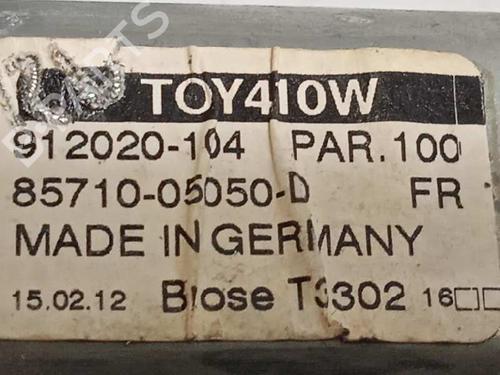 TOY410W
912020-104 PAR.100
85710-05050-D FR
MADE IN GERMANY
15.02.12 Brose T3302 16